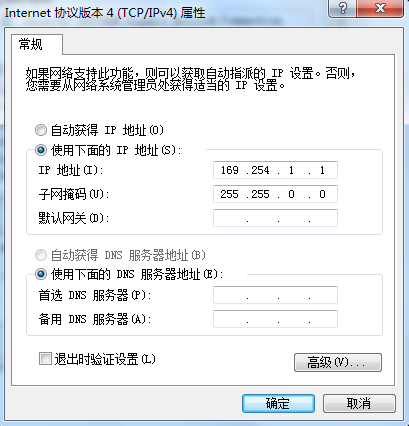 Internet 协议版本 4 (TCP/IPv4) 属性
常规
如果网络支持此功能，则可以获取自动指派的 IP 设置。否则，
您需要从网络系统管理员处获得适当的 IP 设置。
自动获得 IP 地址(O)
使用下面的 IP 地址(S):
IP 地址(I): 169 .254 . 1 . 1
子网掩码(U): 255 .255 . 0 . 0
默认网关(D): . . .
自动获得 DNS 服务器地址(B)
使用下面的 DNS 服务器地址(E):
首选 DNS 服务器(P): . . .
备用 DNS 服务器(A): . . .
退出时验证设置(L)
高级(V)...
确定 取消